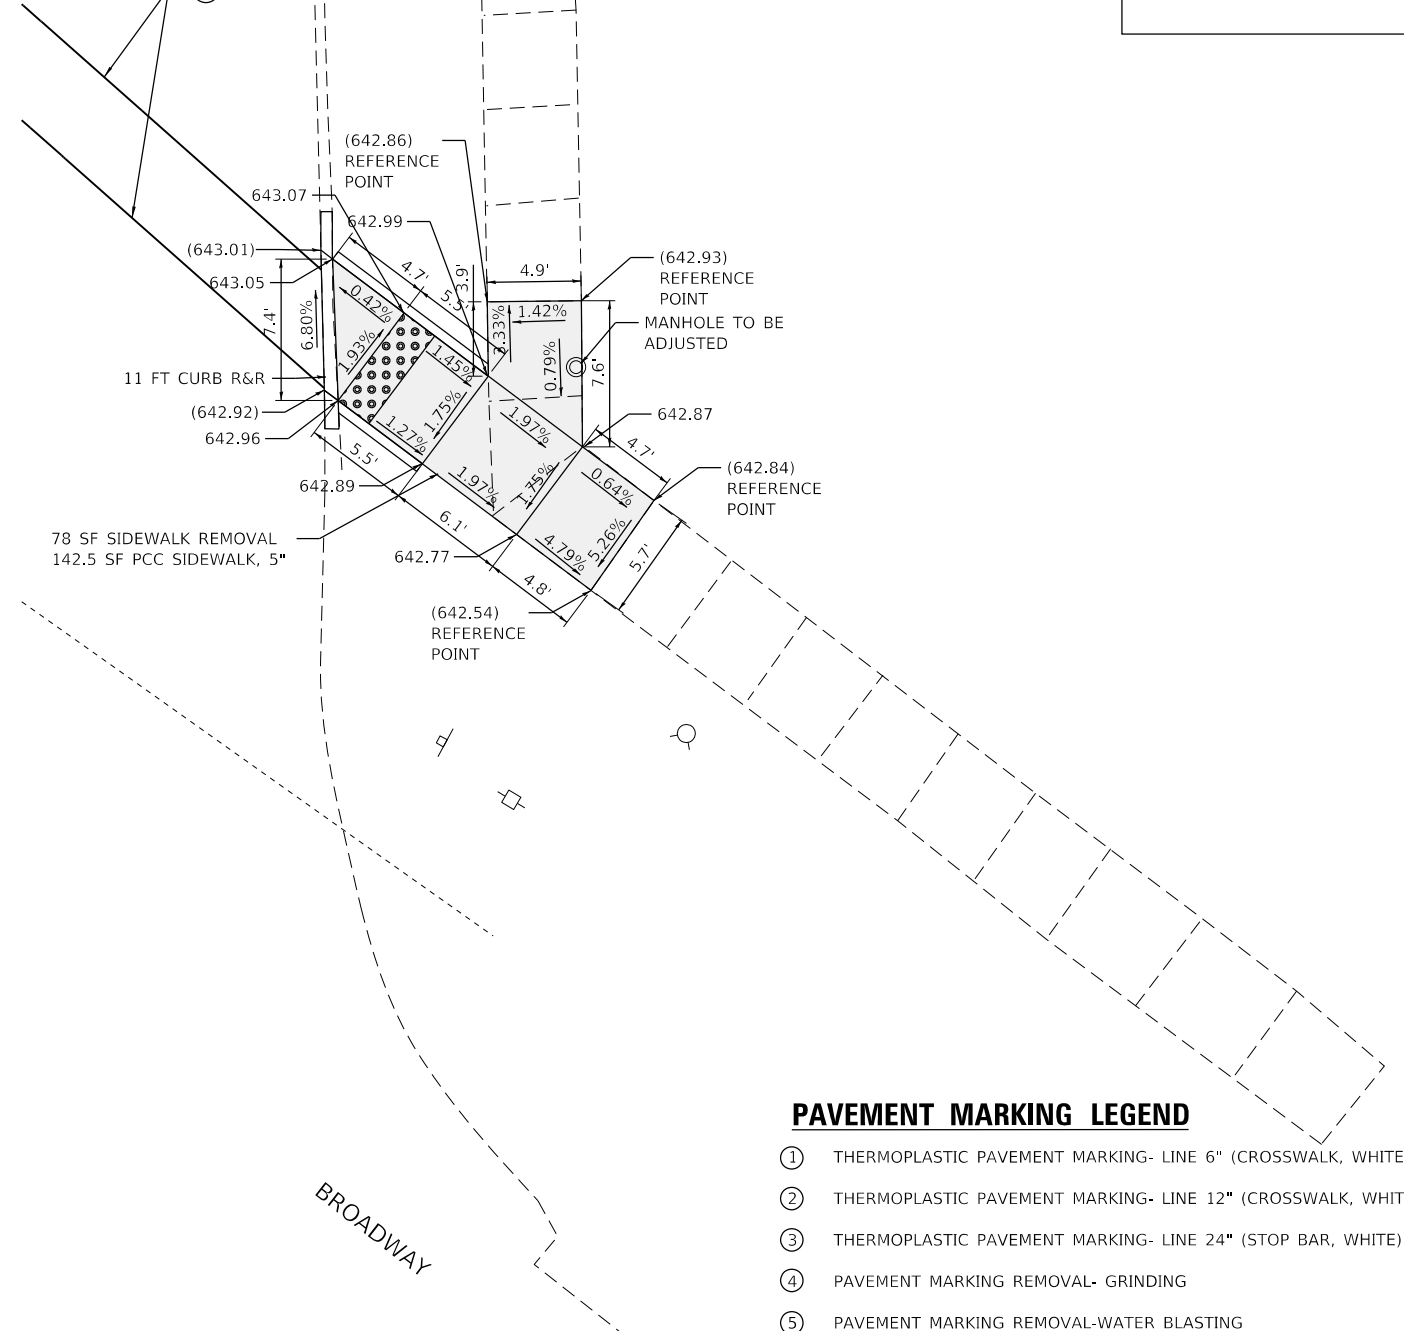 (642.86)
REFERENCE
POINT
643.07
642.99
(643.01)
643.05
4.7'
5.5'
3.9'
4.9'
(642.93)
REFERENCE
POINT
MANHOLE TO BE
ADJUSTED
0.42%
7.4'
6.80%
1.93%
3.33%
1.42%
0.79%
7.6'
11 FT CURB R&R
(642.92)
642.96
1.45%
1.75%
1.27%
1.97%
642.87
4.7'
5.5'
642.89
1.97%
1.75%
0.64%
(642.84)
REFERENCE
POINT
78 SF SIDEWALK REMOVAL
142.5 SF PCC SIDEWALK, 5"
6.1'
642.77
4.79%
5.26%
5.7'
4.8'
(642.54)
REFERENCE
POINT
BROADWAY
PAVEMENT MARKING LEGEND
1 THERMOPLASTIC PAVEMENT MARKING- LINE 6" (CROSSWALK, WHITE
2 THERMOPLASTIC PAVEMENT MARKING- LINE 12" (CROSSWALK, WHIT
3 THERMOPLASTIC PAVEMENT MARKING- LINE 24" (STOP BAR, WHITE)
4 PAVEMENT MARKING REMOVAL- GRINDING
5 PAVEMENT MARKING REMOVAL-WATER BLASTING